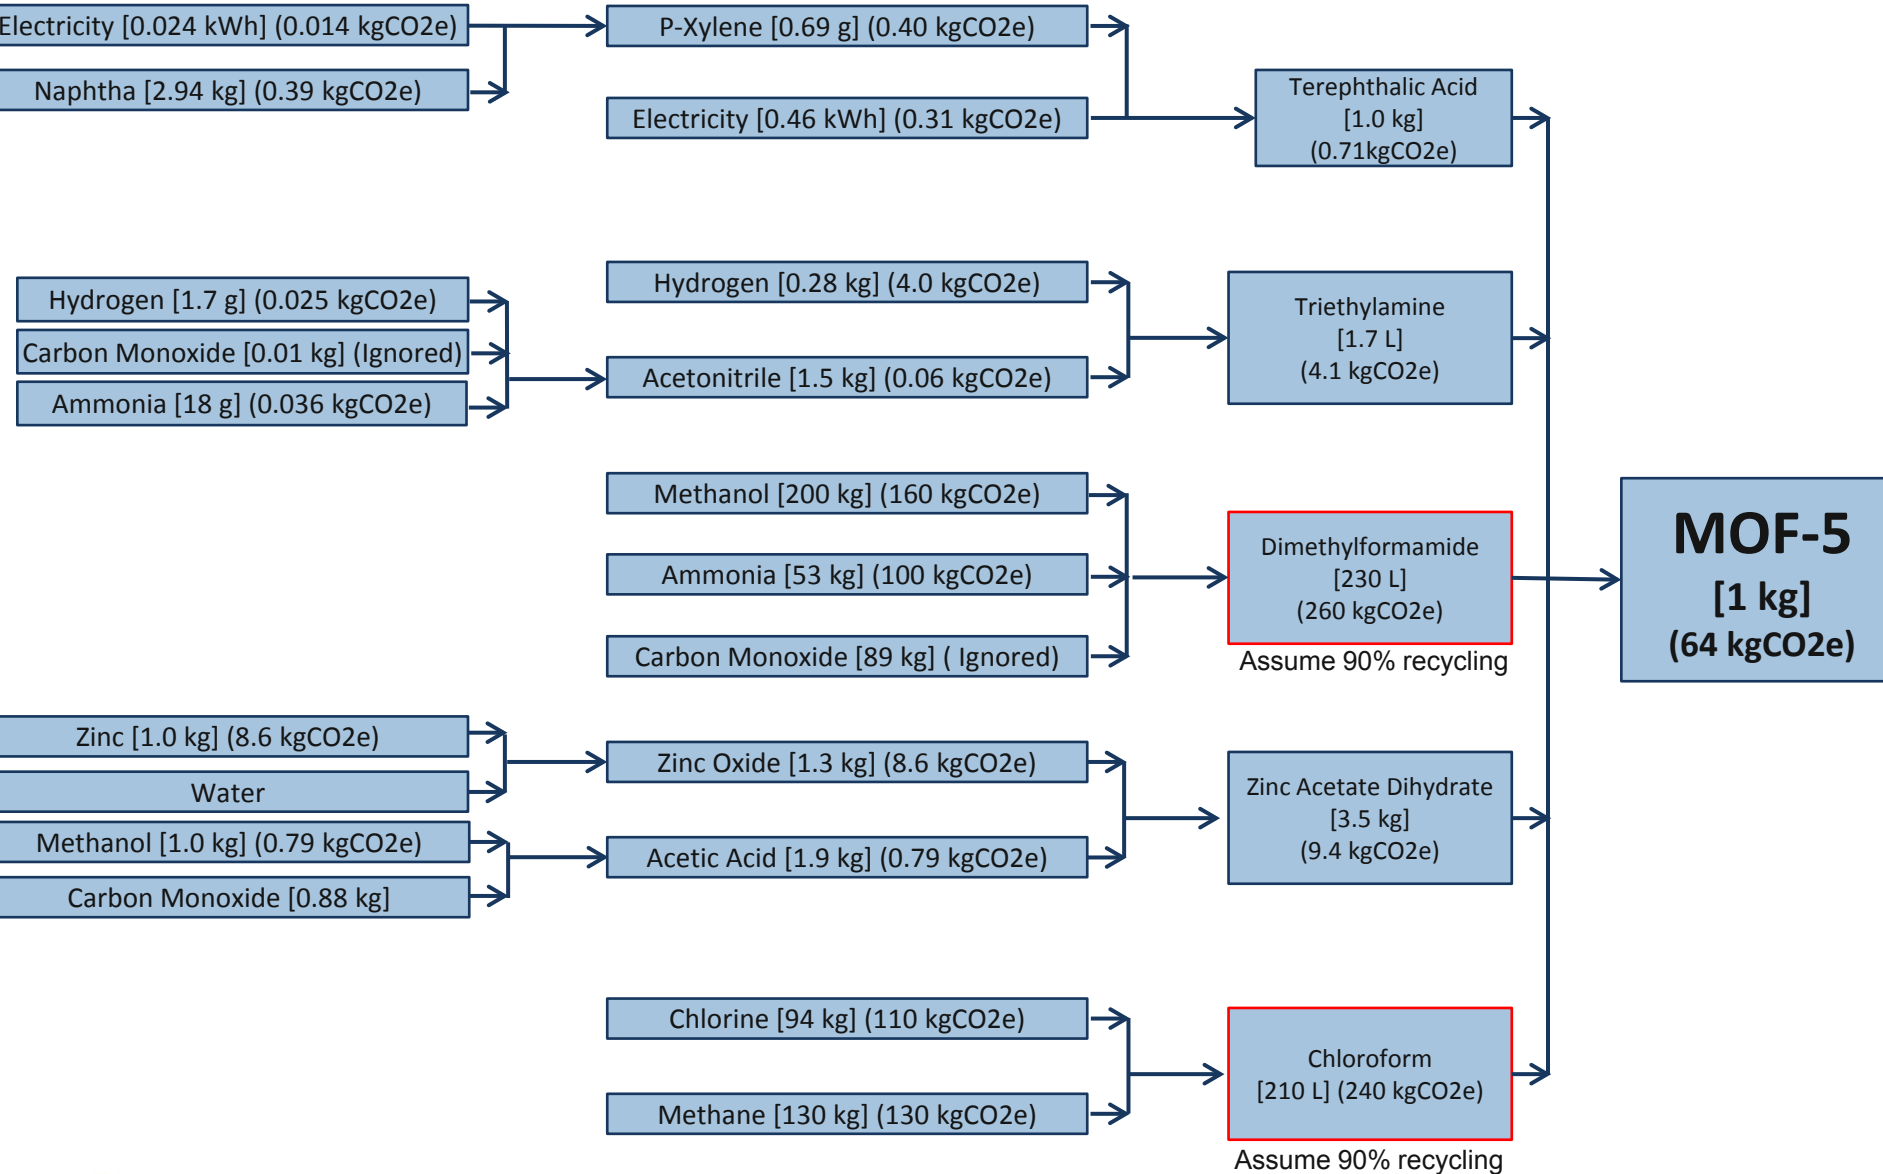 Electricity [0.024 kWh] (0.014 kgCO2e)
Naphtha [2.94 kg] (0.39 kgCO2e)
P-Xylene [0.69 g] (0.40 kgCO2e)
Electricity [0.46 kWh] (0.31 kgCO2e)
Terephthalic Acid
[1.0 kg]
(0.71kgCO2e)
Hydrogen [1.7 g] (0.025 kgCO2e)
Carbon Monoxide [0.01 kg] (Ignored)
Ammonia [18 g] (0.036 kgCO2e)
Hydrogen [0.28 kg] (4.0 kgCO2e)
Acetonitrile [1.5 kg] (0.06 kgCO2e)
Triethylamine
[1.7 L]
(4.1 kgCO2e)
Methanol [200 kg] (160 kgCO2e)
Ammonia [53 kg] (100 kgCO2e)
Carbon Monoxide [89 kg] ( Ignored)
Dimethylformamide
[230 L]
(260 kgCO2e)
Assume 90% recycling
MOF-5
[1 kg]
(64 kgCO2e)
Zinc [1.0 kg] (8.6 kgCO2e)
Water
Methanol [1.0 kg] (0.79 kgCO2e)
Carbon Monoxide [0.88 kg]
Zinc Oxide [1.3 kg] (8.6 kgCO2e)
Acetic Acid [1.9 kg] (0.79 kgCO2e)
Zinc Acetate Dihydrate
[3.5 kg]
(9.4 kgCO2e)
Chlorine [94 kg] (110 kgCO2e)
Methane [130 kg] (130 kgCO2e)
Chloroform
[210 L] (240 kgCO2e)
Assume 90% recycling